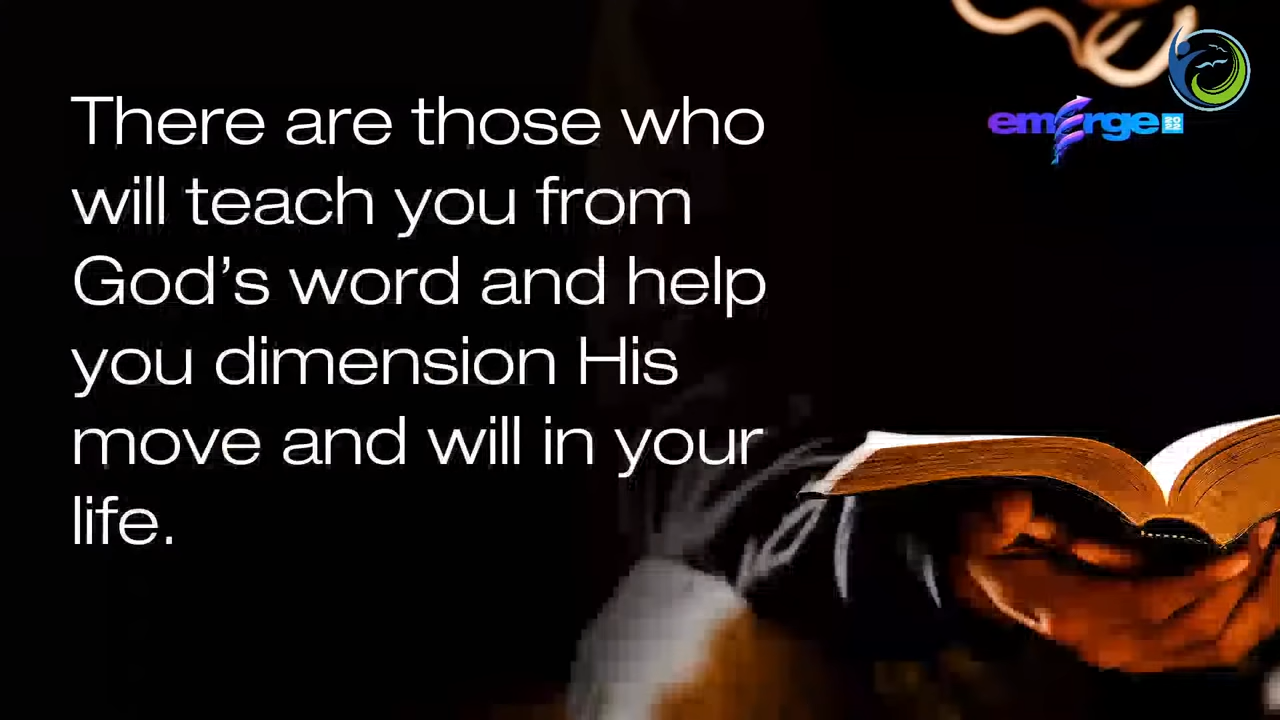 There are those who
will teach you from
God’s word and help
you dimension His
move and will in your
life.
emerge 2022